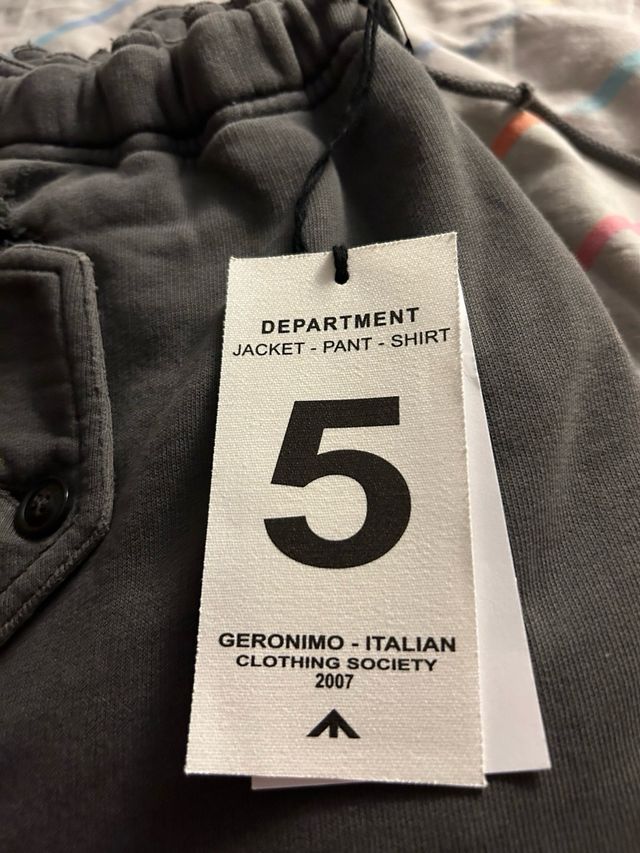 DEPARTMENT
JACKET - PANT - SHIRT
5
GERONIMO - ITALIAN
CLOTHING SOCIETY
2007